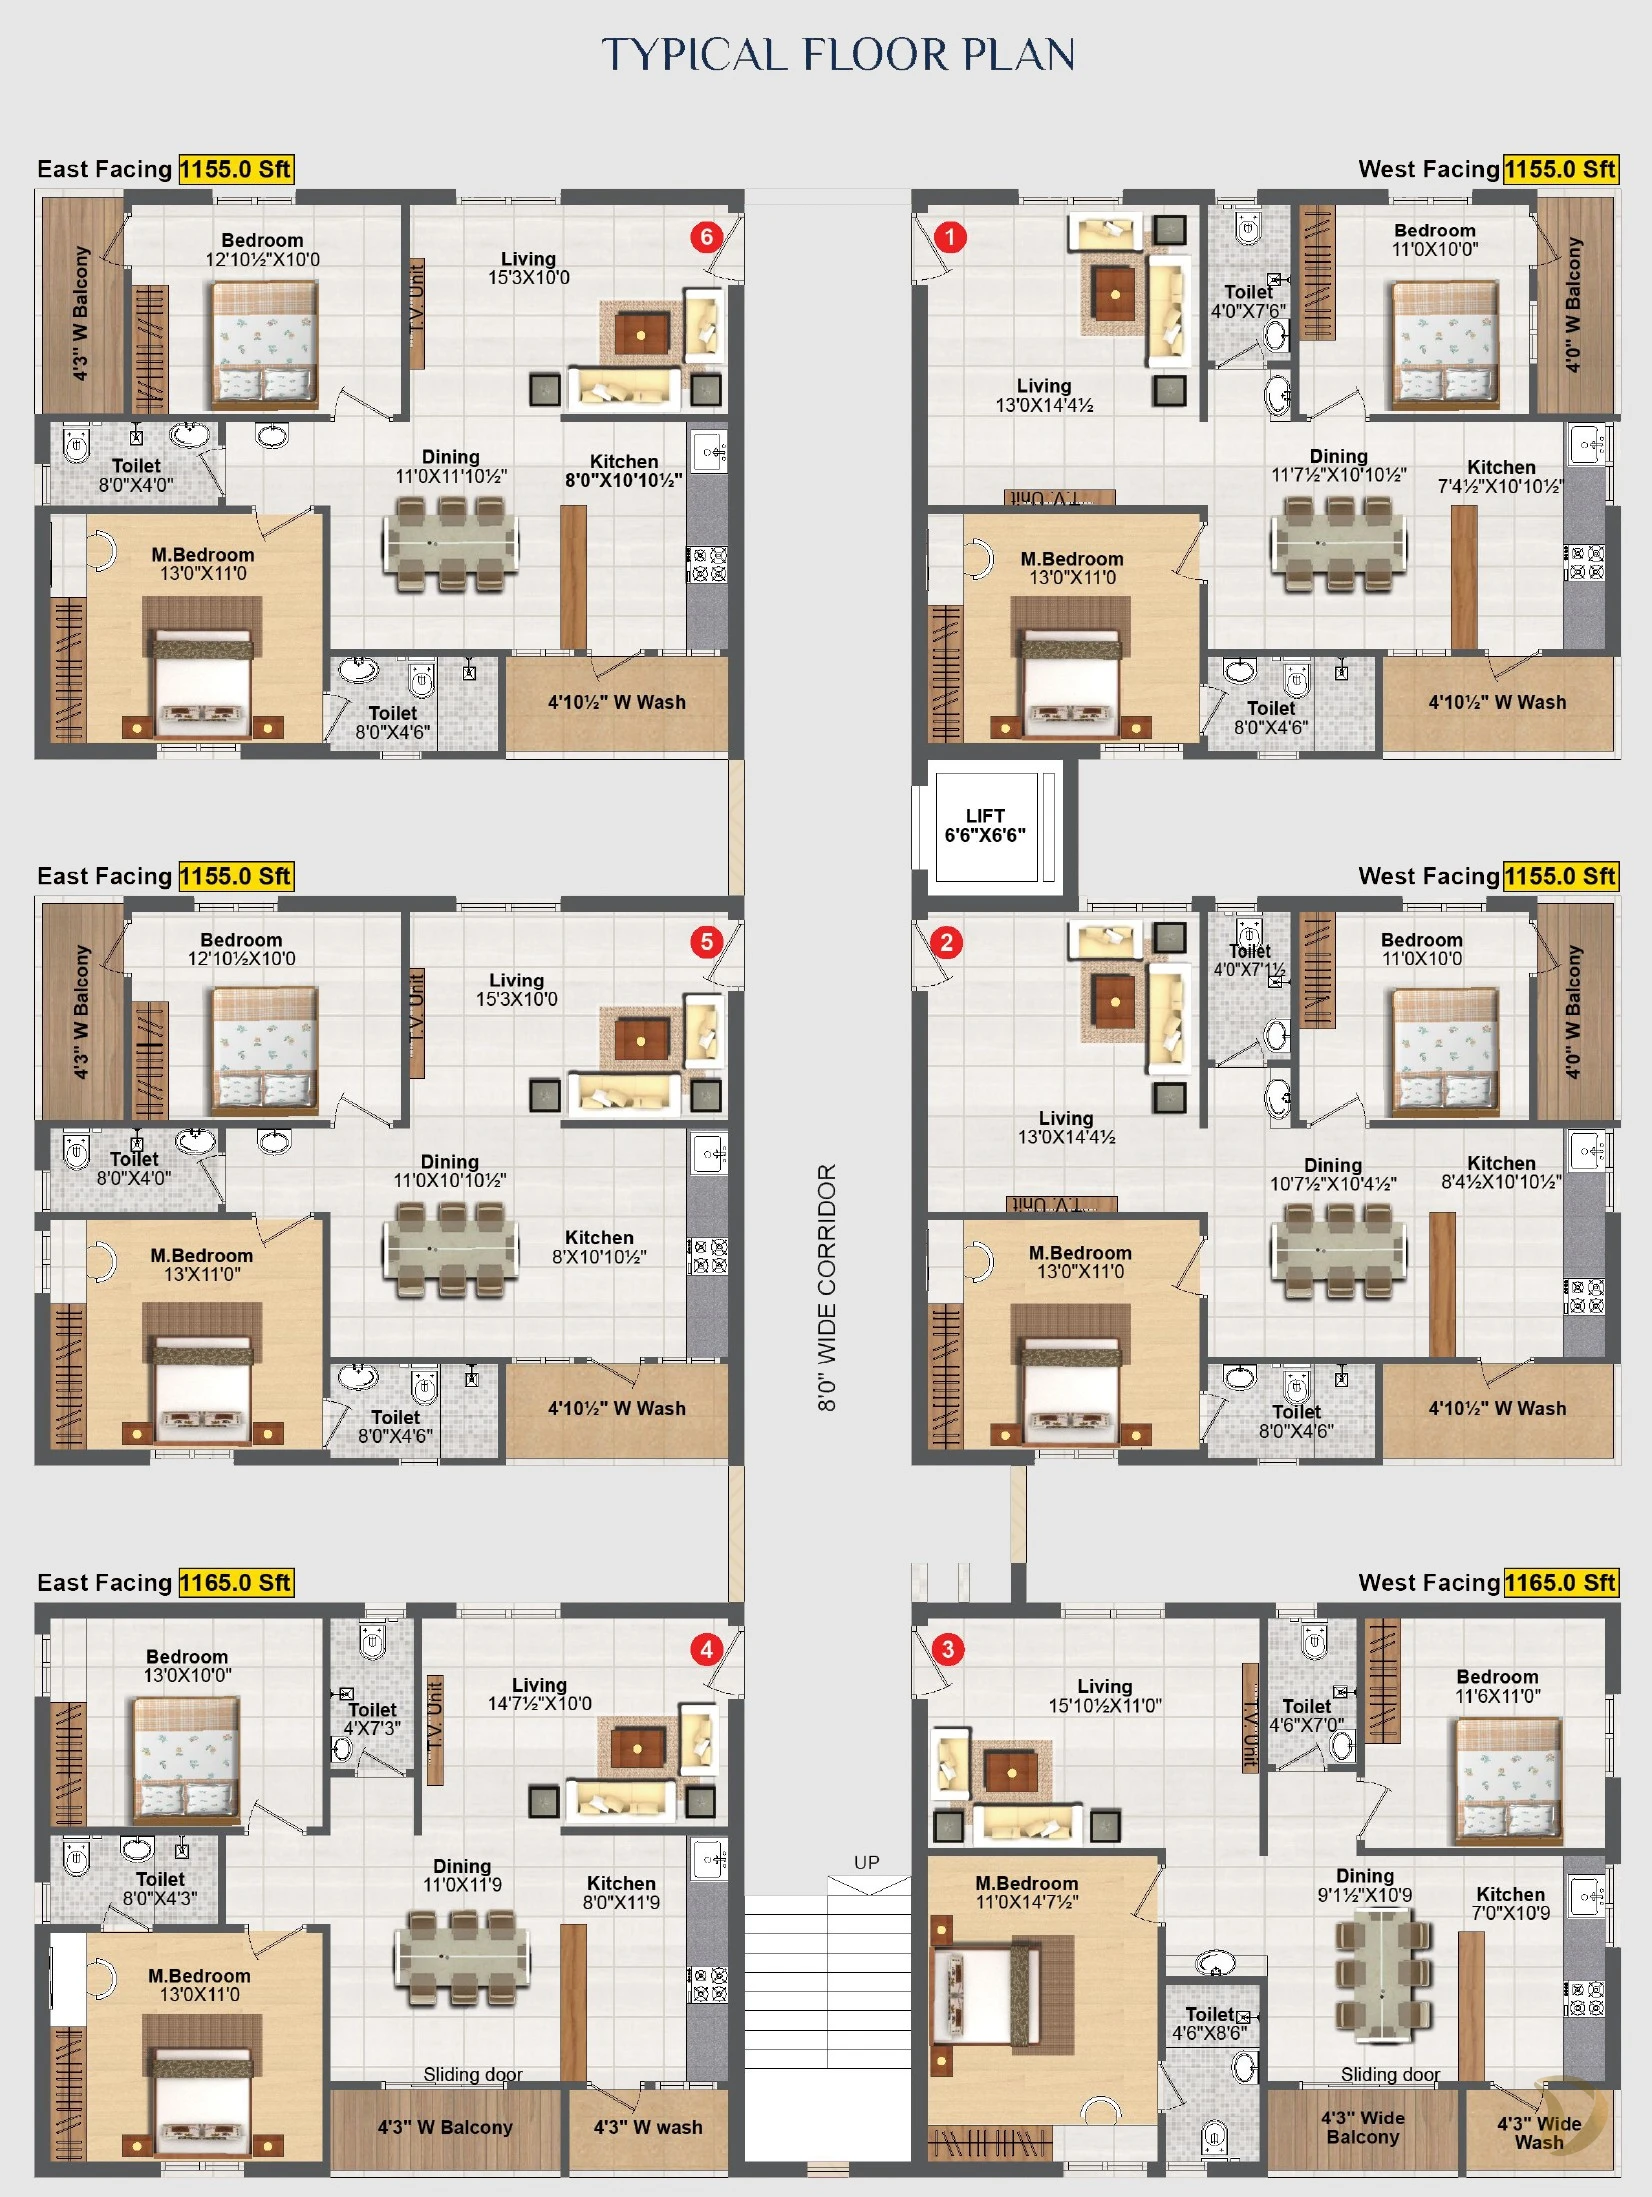 TYPICAL FLOOR PLAN
East Facing 1155.0 Sft
West Facing 1155.0 Sft
4'3" W Balcony
Bedroom
12'10½"X10'0
T.V. Unit
Living
15'3X10'0
6
Toilet
8'0"X4'0"
Dining
11'0X11'10½"
Kitchen
8'0"X10'10½"
M.Bedroom
13'0"X11'0
Toilet
8'0"X4'6"
4'10½" W Wash
1
Living
13'0X14'4½
T.V. Unit
Toilet
4'0"X7'6"
Bedroom
11'0X10'0"
4'0" W Balcony
Dining
11'7½"X10'10½"
Kitchen
7'4½"X10'10½"
M.Bedroom
13'0"X11'0
Toilet
8'0"X4'6"
4'10½" W Wash
LIFT
6'6"X6'6"
East Facing 1155.0 Sft
West Facing 1155.0 Sft
4'3" W Balcony
Bedroom
12'10½X10'0
T.V. Unit
Living
15'3X10'0
5
Toilet
8'0"X4'0"
Dining
11'0X10'10½"
Kitchen
8'X10'10½"
M.Bedroom
13'X11'0"
Toilet
8'0"X4'6"
4'10½" W Wash
8'0" WIDE CORRIDOR
2
Living
13'0X14'4½
T.V. Unit
Toilet
4'0"X7'1½
Bedroom
11'0X10'0
4'0" W Balcony
Dining
10'7½"X10'4½"
Kitchen
8'4½X10'10½"
M.Bedroom
13'0"X11'0
Toilet
8'0"X4'6"
4'10½" W Wash
East Facing 1165.0 Sft
West Facing 1165.0 Sft
Bedroom
13'0X10'0"
Toilet
4'X7'3"
T.V. Unit
Living
14'7½"X10'0
4
Toilet
8'0"X4'3"
Dining
11'0X11'9
Kitchen
8'0"X11'9
M.Bedroom
13'0X11'0
Sliding door
4'3" W Balcony
4'3" W wash
UP
3
Living
15'10½X11'0"
T.V. Unit
Toilet
4'6"X7'0"
Bedroom
11'6X11'0"
M.Bedroom
11'0X14'7½"
Dining
9'1½"X10'9
Kitchen
7'0"X10'9
Toilet
4'6"X8'6"
Sliding door
4'3" Wide
Balcony
4'3" Wide
Wash